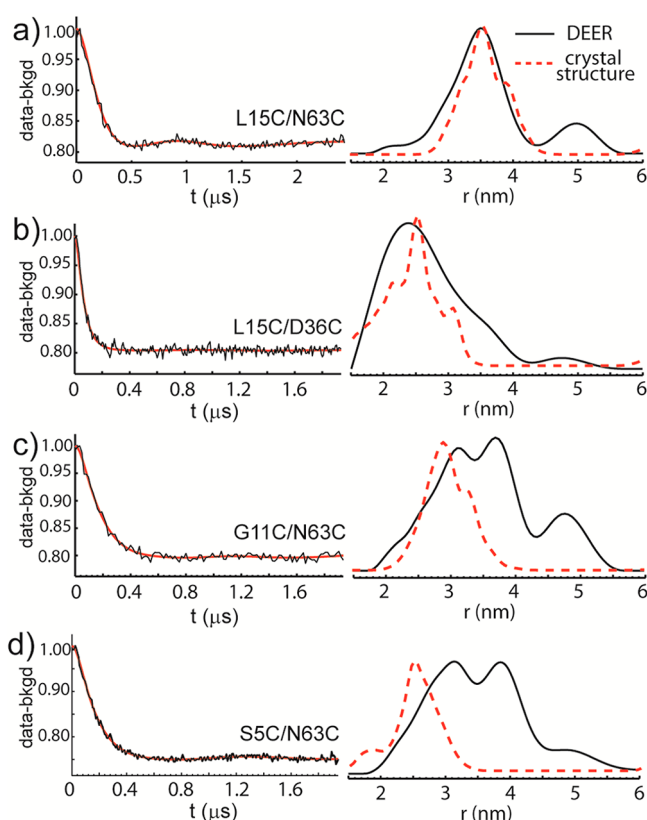 a)
data-bkgd
1.00
0.95
0.90
0.85
0.80
L15C/N63C
0 0.5 1 1.5 2
t (μs)
DEER
crystal
structure
2 3 4 5 6
r (nm)
b)
data-bkgd
1.00
0.95
0.90
0.85
0.80
L15C/D36C
0 0.4 0.8 1.2 1.6
t (μs)
2 3 4 5 6
r (nm)
c)
data-bkgd
1.00
0.95
0.90
0.85
0.80
G11C/N63C
0 0.4 0.8 1.2 1.6
t (μs)
2 3 4 5 6
r (nm)
d)
data-bkgd
1.00
0.90
0.80
S5C/N63C
0 0.4 0.8 1.2 1.6
t (μs)
2 3 4 5 6
r (nm)